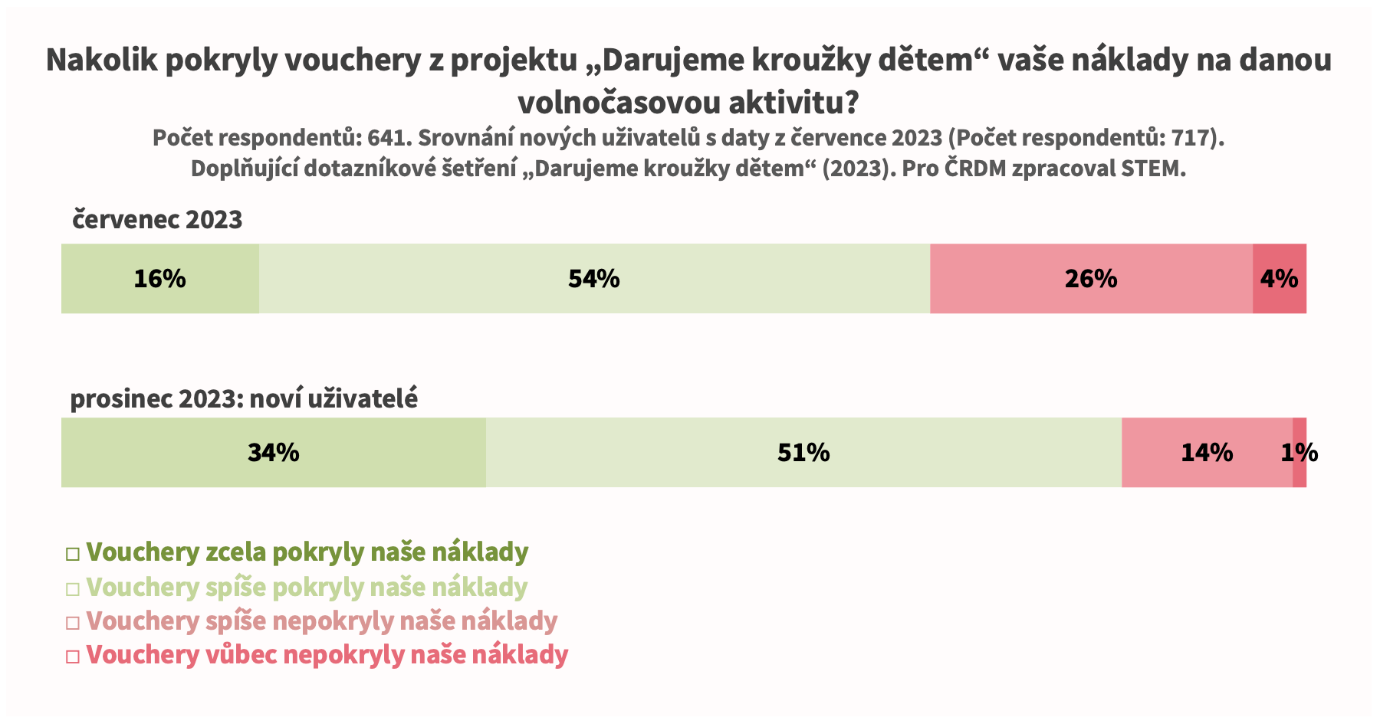 Nakolik pokryly vouchery z projektu „Darujeme kroužky dětem“ vaše náklady na danou
volnočasovou aktivitu?
Počet respondentů: 641. Srovnání nových uživatelů s daty z července 2023 (Počet respondentů: 717).
Doplňující dotazníkové šetření „Darujeme kroužky dětem“ (2023). Pro ČRDM zpracoval STEM.
červenec 2023
16% 54% 26% 4%
prosinec 2023: noví uživatelé
34% 51% 14% 1%
□ Vouchery zcela pokryly naše náklady
□ Vouchery spíše pokryly naše náklady
□ Vouchery spíše nepokryly naše náklady
□ Vouchery vůbec nepokryly naše náklady